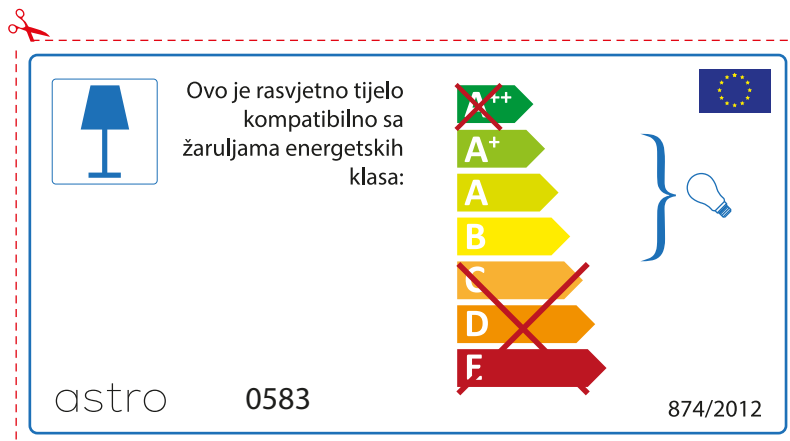 Ovo je rasvjetno tijelo
kompatibilno sa
žaruljama energetskih
klasa:
A++
A+
A
B
C
D
E
astro
0583
874/2012